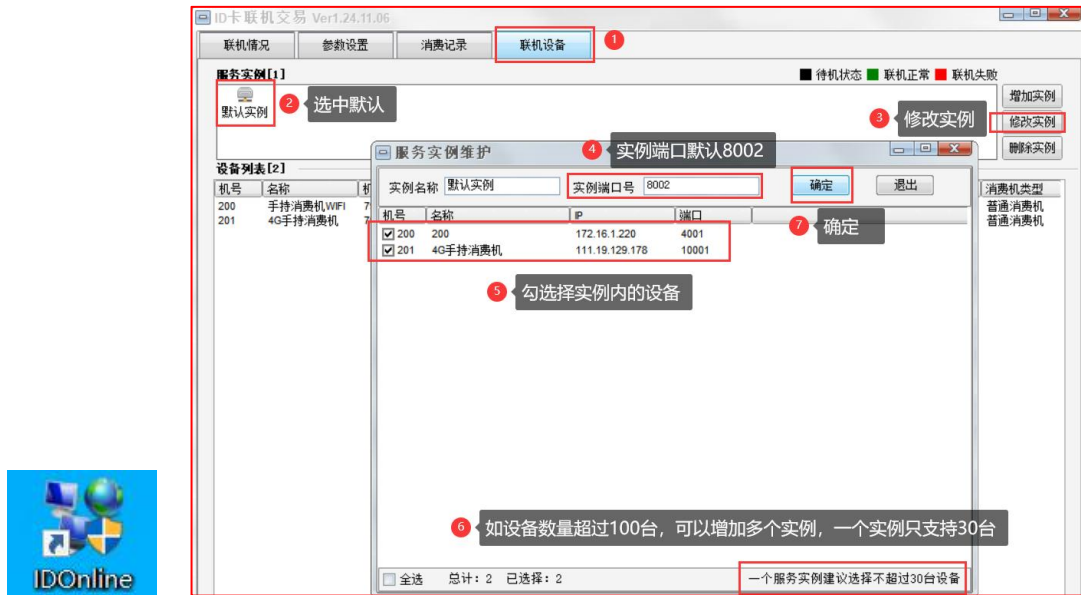 ID卡联机交易 Ver1.24.11.06
联机情况 参数设置 消费记录 联机设备 1
服务实例[1] 待机状态 联机正常 联机失败
默认实例 2 选中默认
增加实例
3 修改实例 修改实例
删除实例
服务实例维护 4 实例端口默认8002
实例名称 默认实例 实例端口号 8002 确定 退出
7 确定
设备列表[2]
机号 名称 消费机类型
200 手持消费机WIFI 普通消费机
201 4G手持消费机 普通消费机
机号 名称 IP 端口
200 200 172.16.1.220 4001
201 4G手持消费机 111.19.129.178 10001
5 勾选择实例内的设备
6 如设备数量超过100台，可以增加多个实例，一个实例只支持30台
全选 总计：2 已选择：2 一个服务实例建议选择不超过30台设备
IDOnline